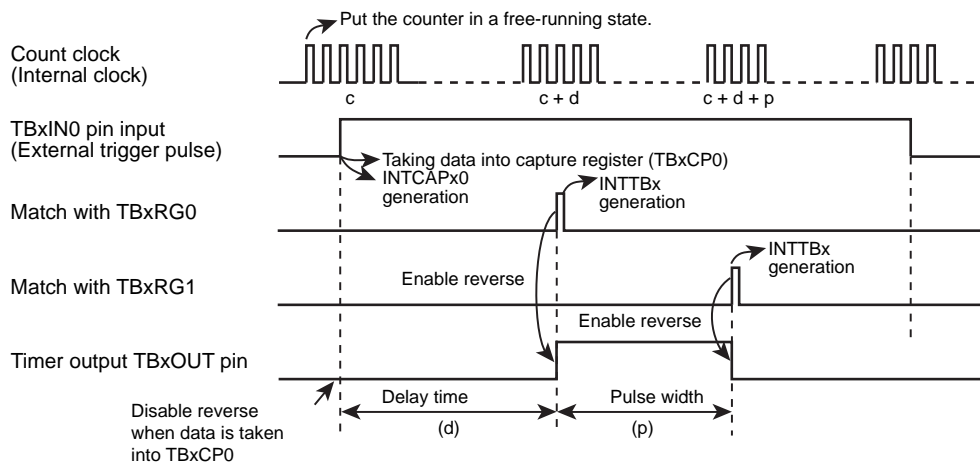 Put the counter in a free-running state.
Count clock
(Internal clock)
c
c + d
c + d + p
TBxIN0 pin input
(External trigger pulse)
Taking data into capture register (TBxCP0)
INTCAPx0
generation
INTTBx
generation
Match with TBxRG0
INTTBx
generation
Enable reverse
Match with TBxRG1
Enable reverse
Timer output TBxOUT pin
Disable reverse
when data is taken
into TBxCP0
Delay time
(d)
Pulse width
(p)